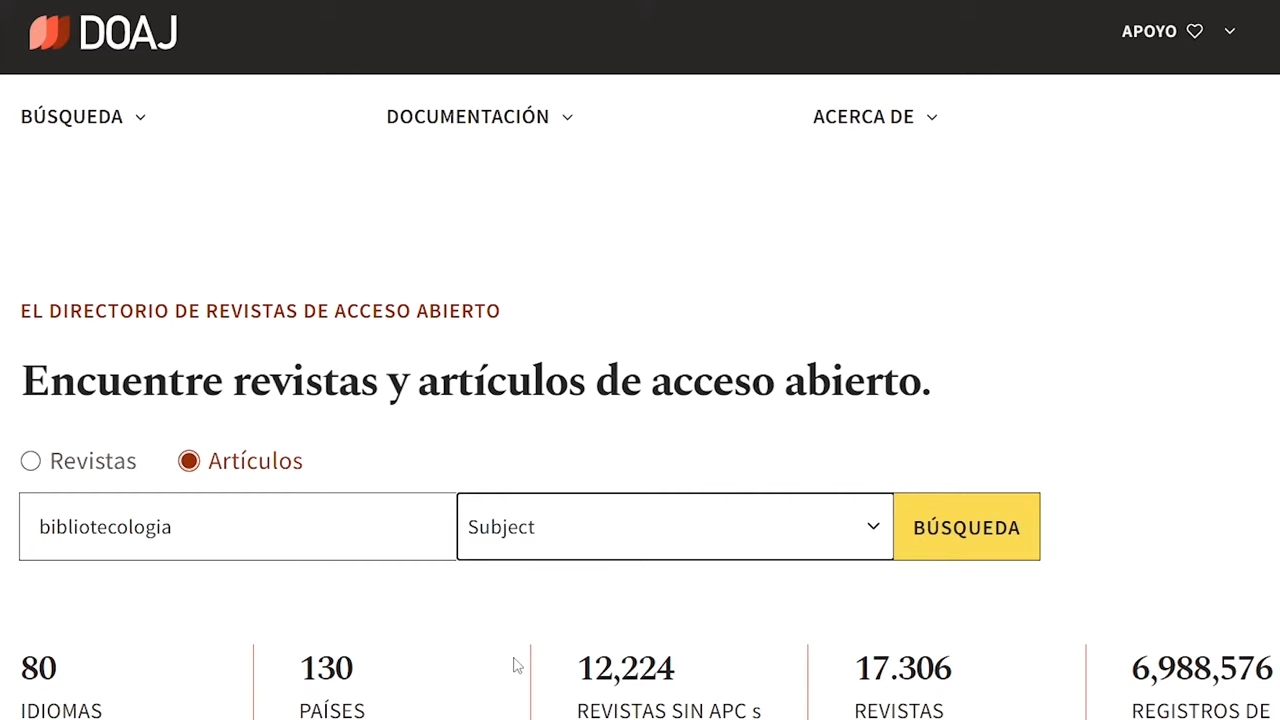 DOAJ
APOYO
BÚSQUEDA
DOCUMENTACIÓN
ACERCA DE
EL DIRECTORIO DE REVISTAS DE ACCESO ABIERTO
Encuentre revistas y artículos de acceso abierto.
Revistas
Artículos
bibliotecologia
Subject
BÚSQUEDA
80
IDIOMAS
130
PAÍSES
12,224
REVISTAS SIN APC s
17.306
REVISTAS
6,988,576
REGISTROS DE